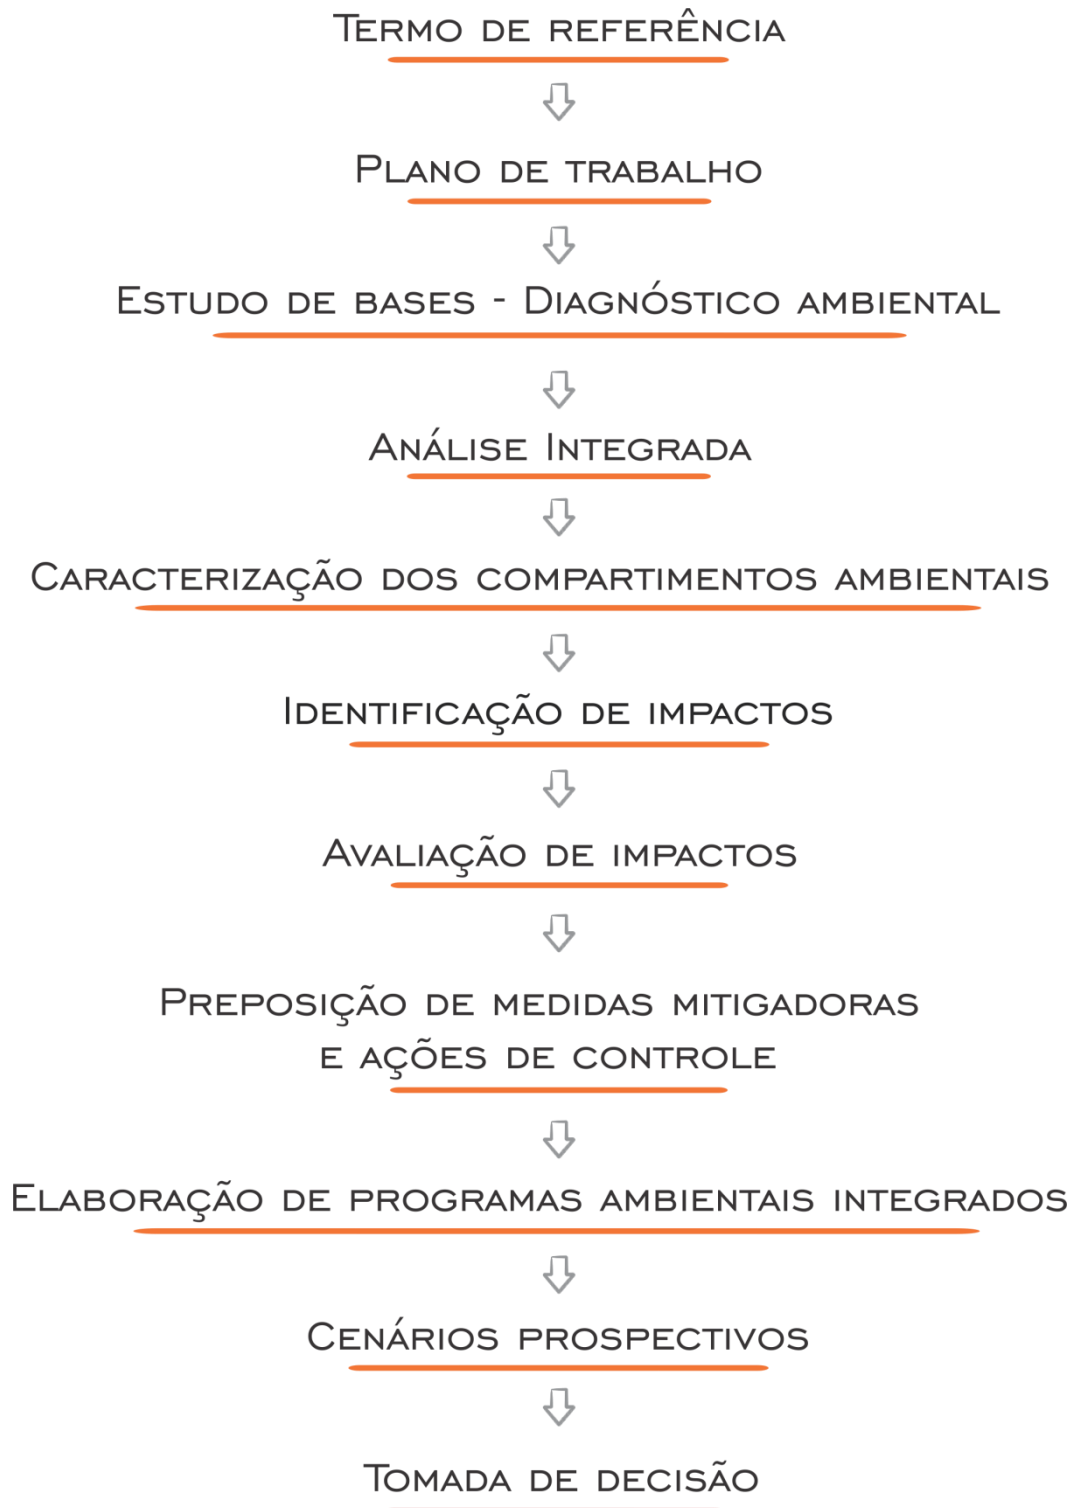 Termo de referência
Plano de trabalho
Estudo de bases - Diagnóstico ambiental
Análise Integrada
Caracterização dos compartimentos ambientais
Identificação de impactos
Avaliação de impactos
Preposição de medidas mitigadoras
e ações de controle
Elaboração de programas ambientais integrados
Cenários prospectivos
Tomada de decisão